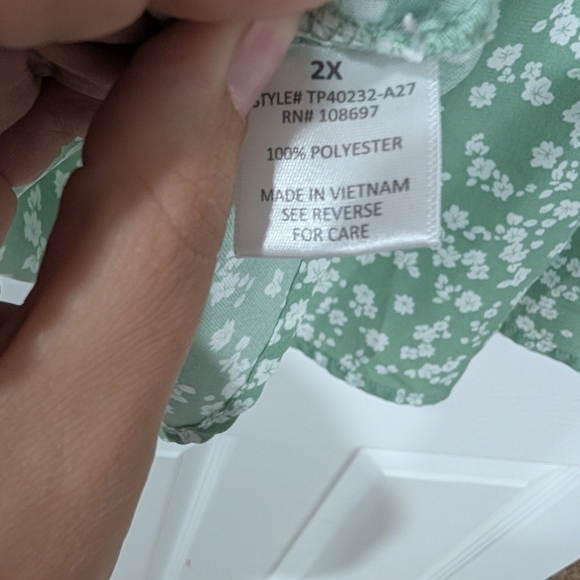 2X
STYLE# TP40232-A27
RN# 108697
100% POLYESTER
MADE IN VIETNAM
SEE REVERSE
FOR CARE